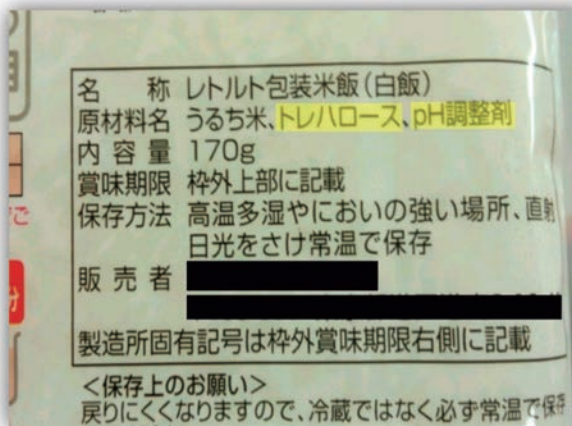 名　　称 レトルト包装米飯(白飯)
原材料名 うるち米、トレハロース、pH調整剤
内 容 量 170g
賞味期限 枠外上部に記載
保存方法 高温多湿やにおいの強い場所、直射
日光をさけ常温で保存
販 売 者
製造所固有記号は枠外賞味期限右側に記載
<保存上のお願い>
戻りにくくなりますので、冷蔵ではなく必ず常温で保存